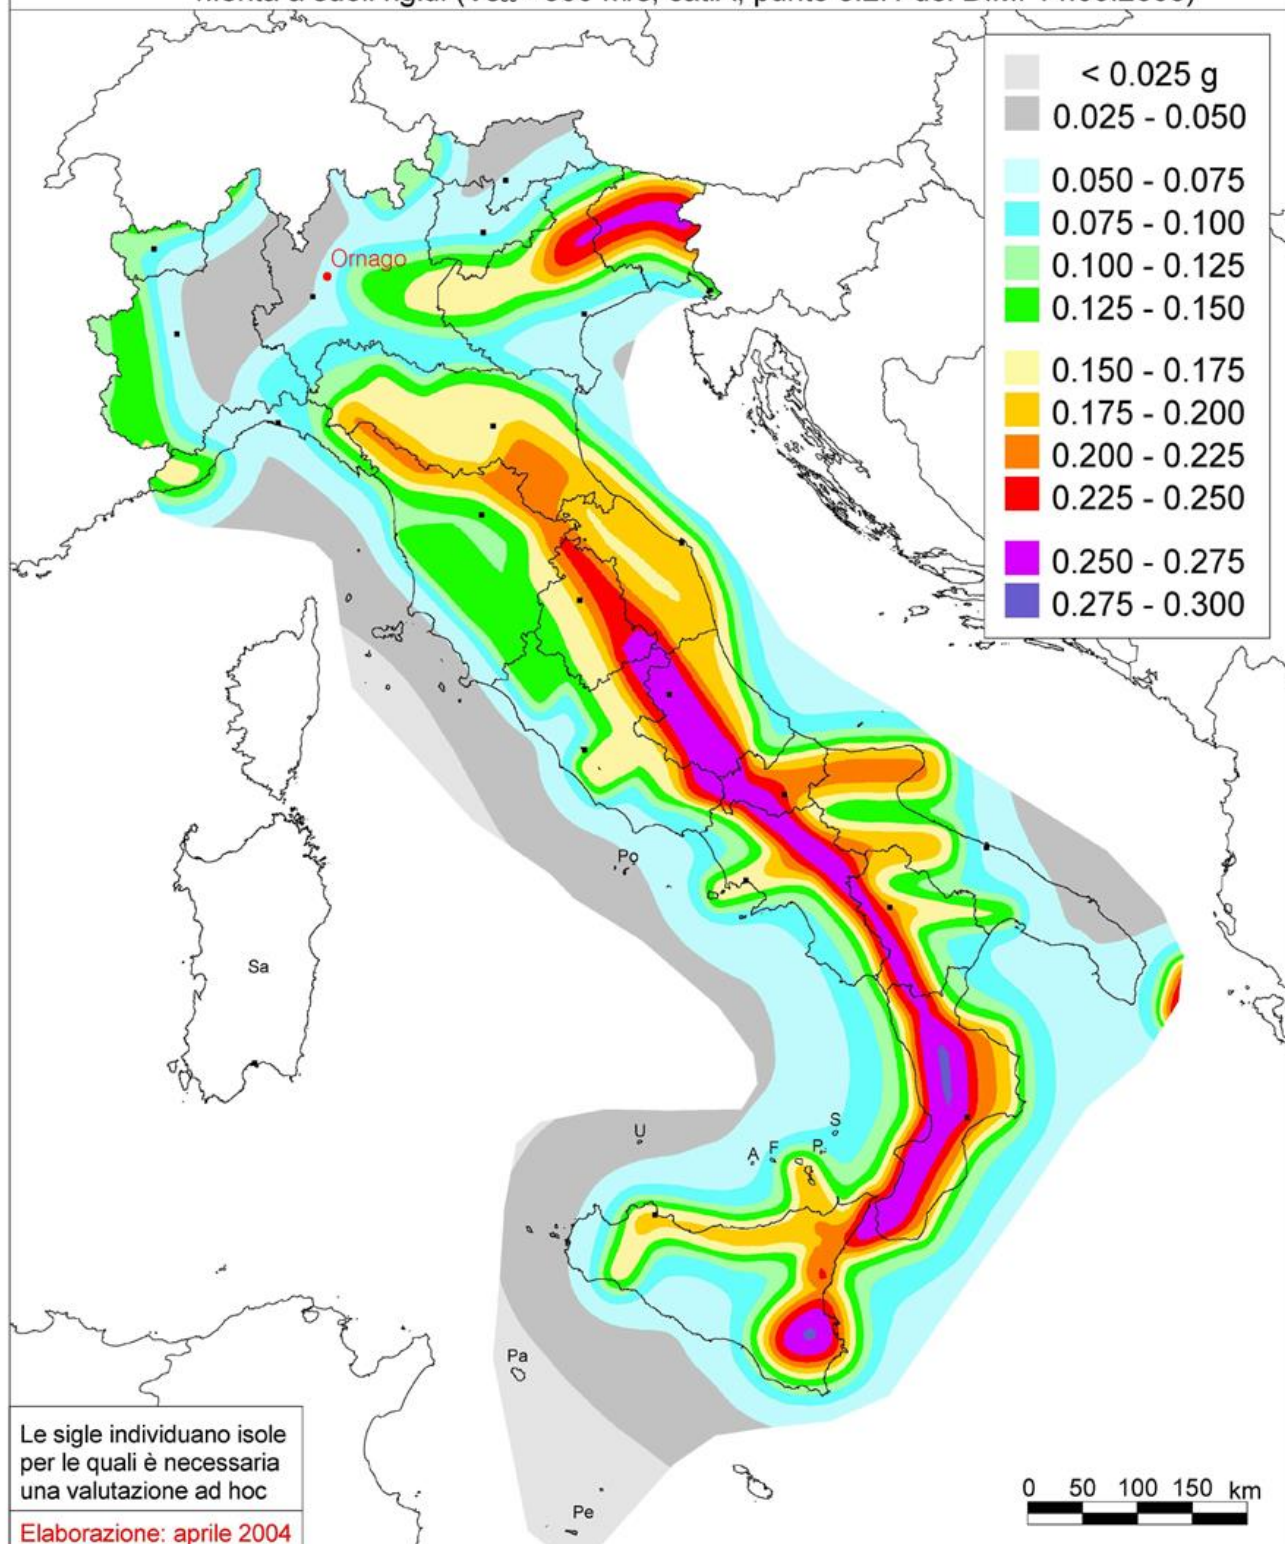 < 0.025 g
0.025 - 0.050
0.050 - 0.075
0.075 - 0.100
0.100 - 0.125
0.125 - 0.150
0.150 - 0.175
0.175 - 0.200
0.200 - 0.225
0.225 - 0.250
0.250 - 0.275
0.275 - 0.300
Ornago
Po
Sa
U
A F P S
Pa
Pe
Le sigle individuano isole
per le quali è necessaria
una valutazione ad hoc
Elaborazione: aprile 2004
0 50 100 150 km